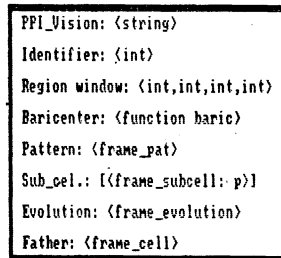 PPI_Vision: <string>
Identifier: <int>
Region window: <int,int,int,int>
Baricenter: <function baric>
Pattern: <frame_pat>
Sub_cel.: [<frame_subcell: p>]
Evolution: <frame_evolution>
Father: <frame_cell>